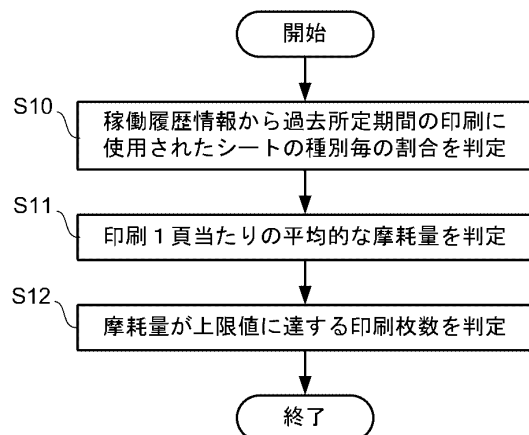 開始
S10
稼働履歴情報から過去所定期間の印刷に
使用されたシートの種別毎の割合を判定
S11
印刷１頁当たりの平均的な摩耗量を判定
S12
摩耗量が上限値に達する印刷枚数を判定
終了